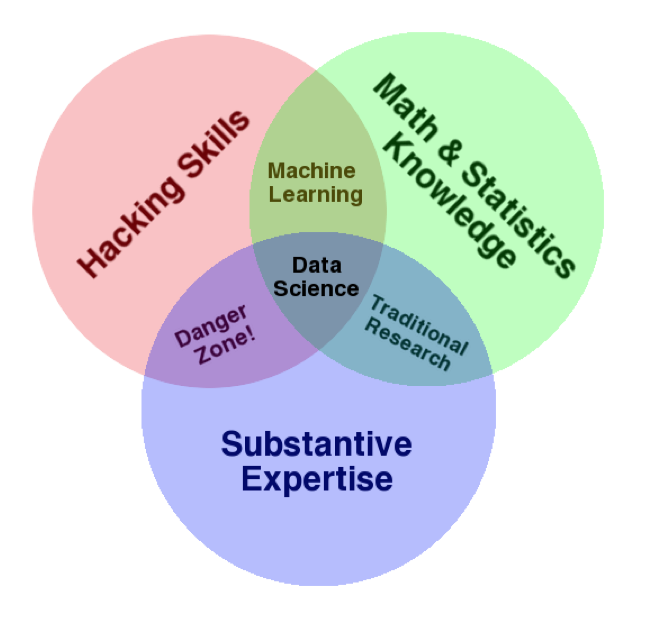 Hacking Skills
Math & Statistics
Knowledge
Machine
Learning
Data
Science
Danger
Zone!
Traditional
Research
Substantive
Expertise